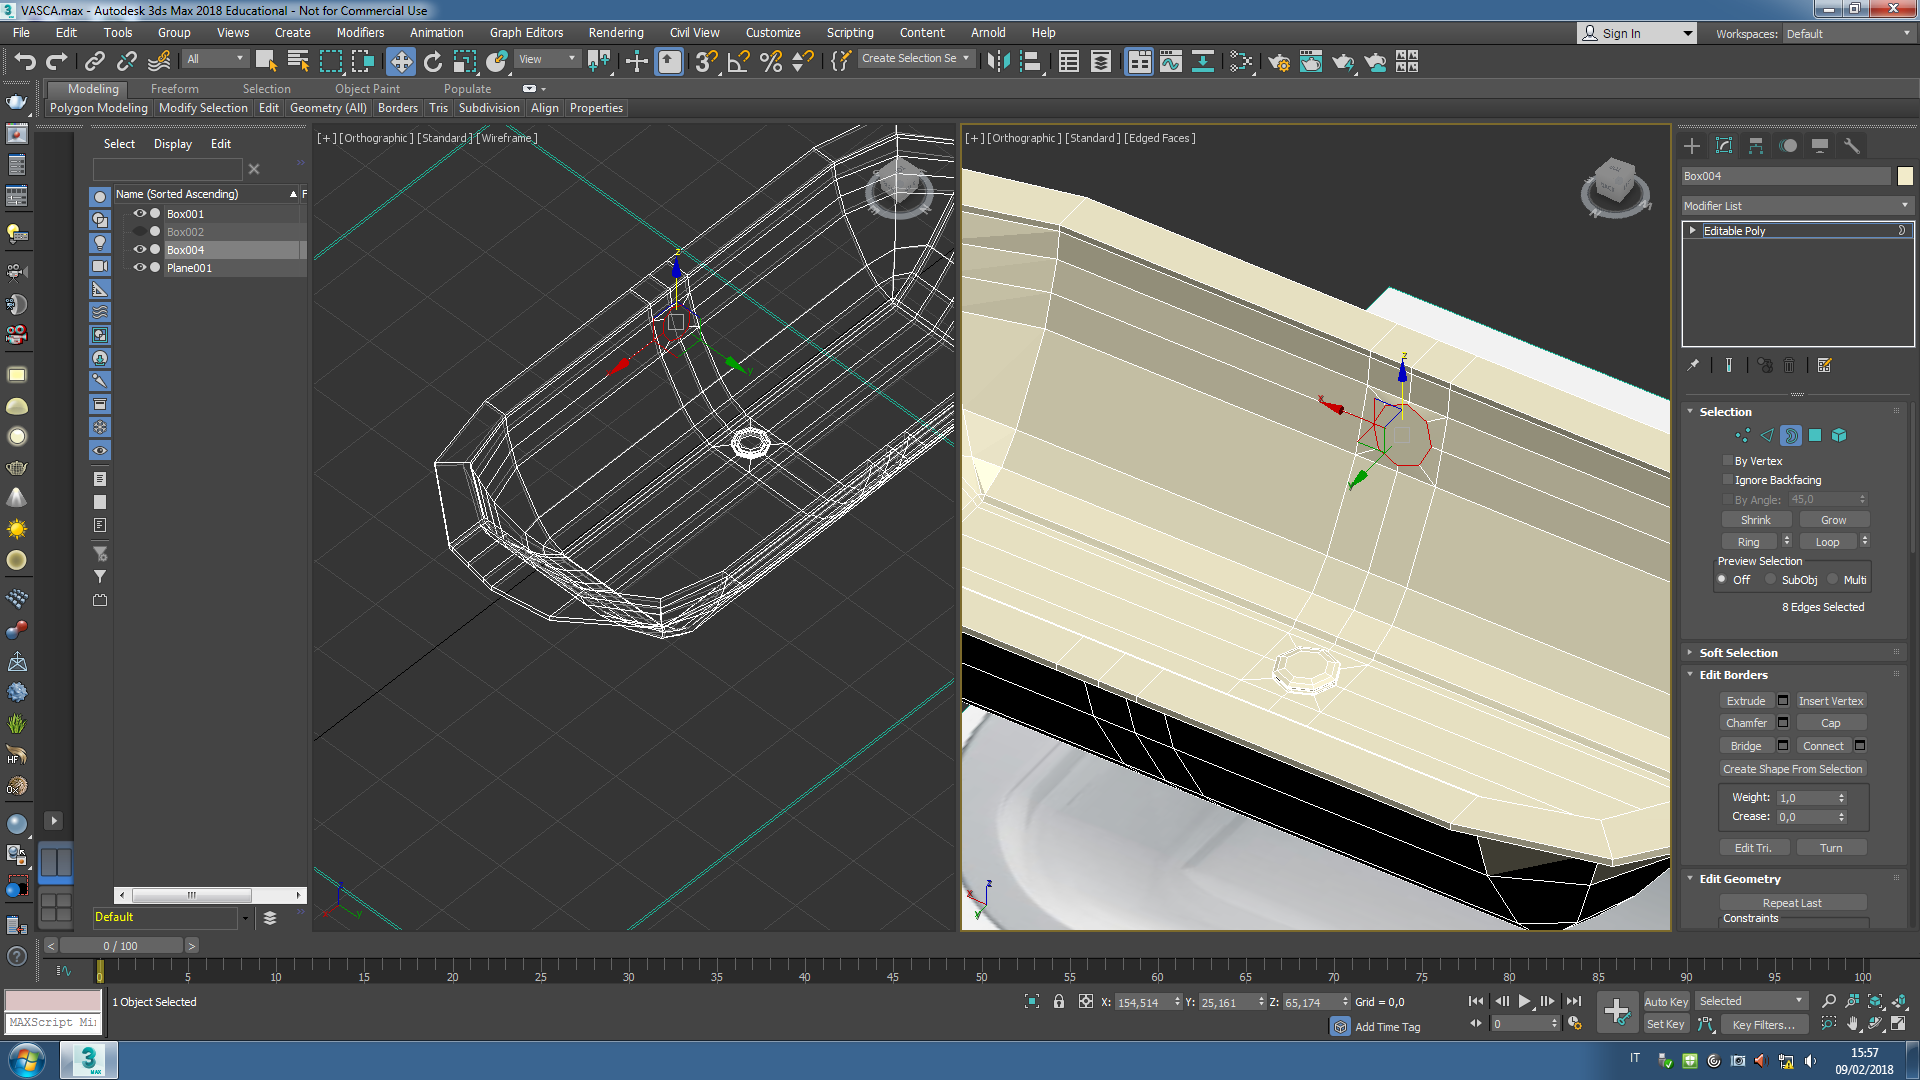 VASCA.max - Autodesk 3ds Max 2018 Educational - Not for Commercial Use
File Edit Tools Group Views Create Modifiers Animation Graph Editors Rendering Civil View Customize Scripting Content Arnold Help
Sign In
Workspaces: Default
All
View
Create Selection Se
Modeling Freeform Selection Object Paint Populate
Polygon Modeling Modify Selection Edit Geometry (All) Borders Tris Subdivision Align Properties
Select Display Edit
Name (Sorted Ascending) F
Box001
Box002
Box004
Plane001
Default
[+] [Orthographic] [Standard] [Wireframe]
[+] [Orthographic] [Standard] [Edged Faces]
Box004
Modifier List
Editable Poly
Selection
By Vertex
Ignore Backfacing
By Angle: 45,0
Shrink Grow
Ring Loop
Preview Selection
Off SubObj Multi
8 Edges Selected
Soft Selection
Edit Borders
Extrude Insert Vertex
Chamfer Cap
Bridge Connect
Create Shape From Selection
Weight: 1,0
Crease: 0,0
Edit Tri. Turn
Edit Geometry
Repeat Last
Constraints
< 0 / 100 >
0 5 10 15 20 25 30 35 40 45 50 55 60 65 70 75 80 85 90 95 100
1 Object Selected
MAXScript Mi
X: 154,514 Y: 25,161 Z: 65,174 Grid = 0,0
Add Time Tag
0
Auto Key Selected
Set Key Key Filters...
3
MAX
IT
15:57
09/02/2018